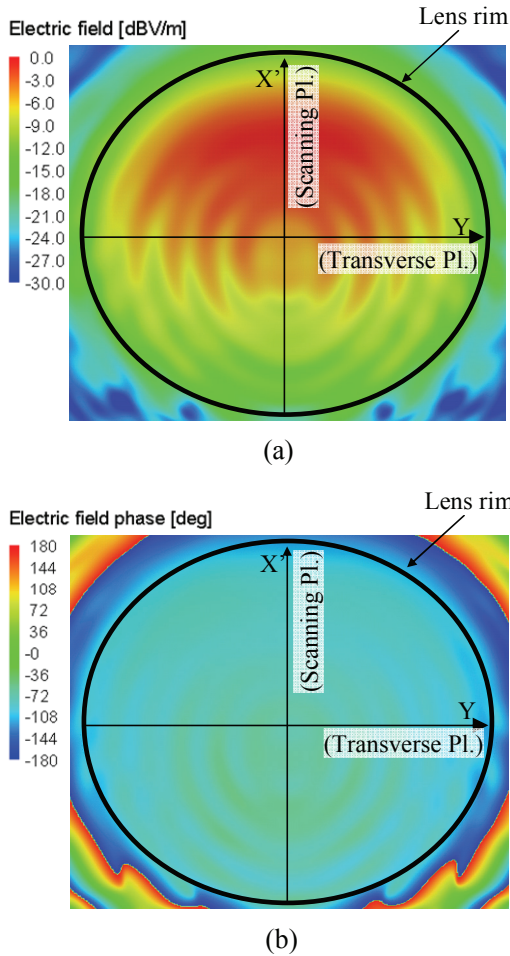 Electric field [dBV/m]
Lens rim
0.0
-3.0
-6.0
-9.0
-12.0
-15.0
-18.0
-21.0
-24.0
-27.0
-30.0
X'
(Scanning Pl.)
Y
(Transverse Pl.)
(a)
Lens rim
Electric field phase [deg]
180
144
108
72
36
-0
-36
-72
-108
-144
-180
X'
(Scanning Pl.)
Y
(Transverse Pl.)
(b)